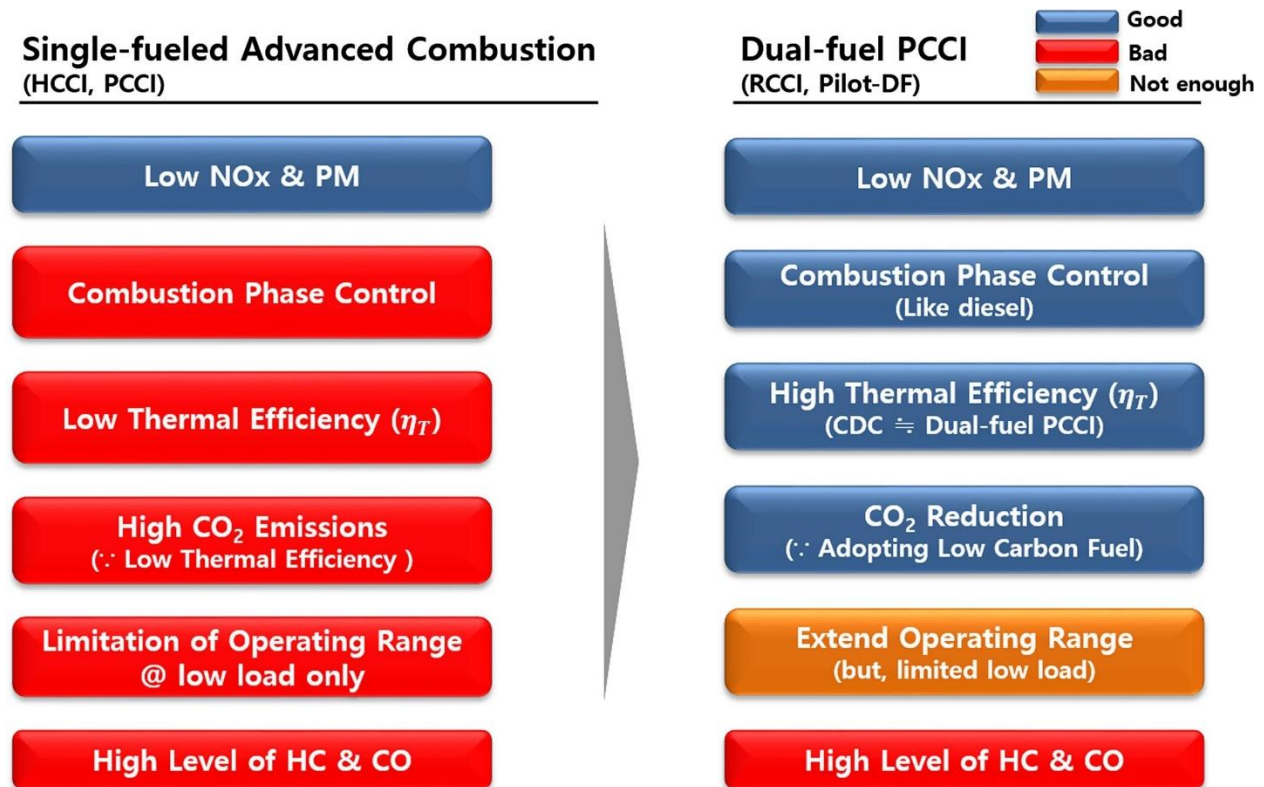 Single-fueled Advanced Combustion
(HCCI, PCCI)
Low NOx & PM
Combustion Phase Control
Low Thermal Efficiency (η_T)
High CO₂ Emissions
(∵ Low Thermal Efficiency )
Limitation of Operating Range
@ low load only
High Level of HC & CO
Dual-fuel PCCI
(RCCI, Pilot-DF)
Good
Bad
Not enough
Low NOx & PM
Combustion Phase Control
(Like diesel)
High Thermal Efficiency (η_T)
(CDC ≒ Dual-fuel PCCI)
CO₂ Reduction
(∵ Adopting Low Carbon Fuel)
Extend Operating Range
(but, limited low load)
High Level of HC & CO